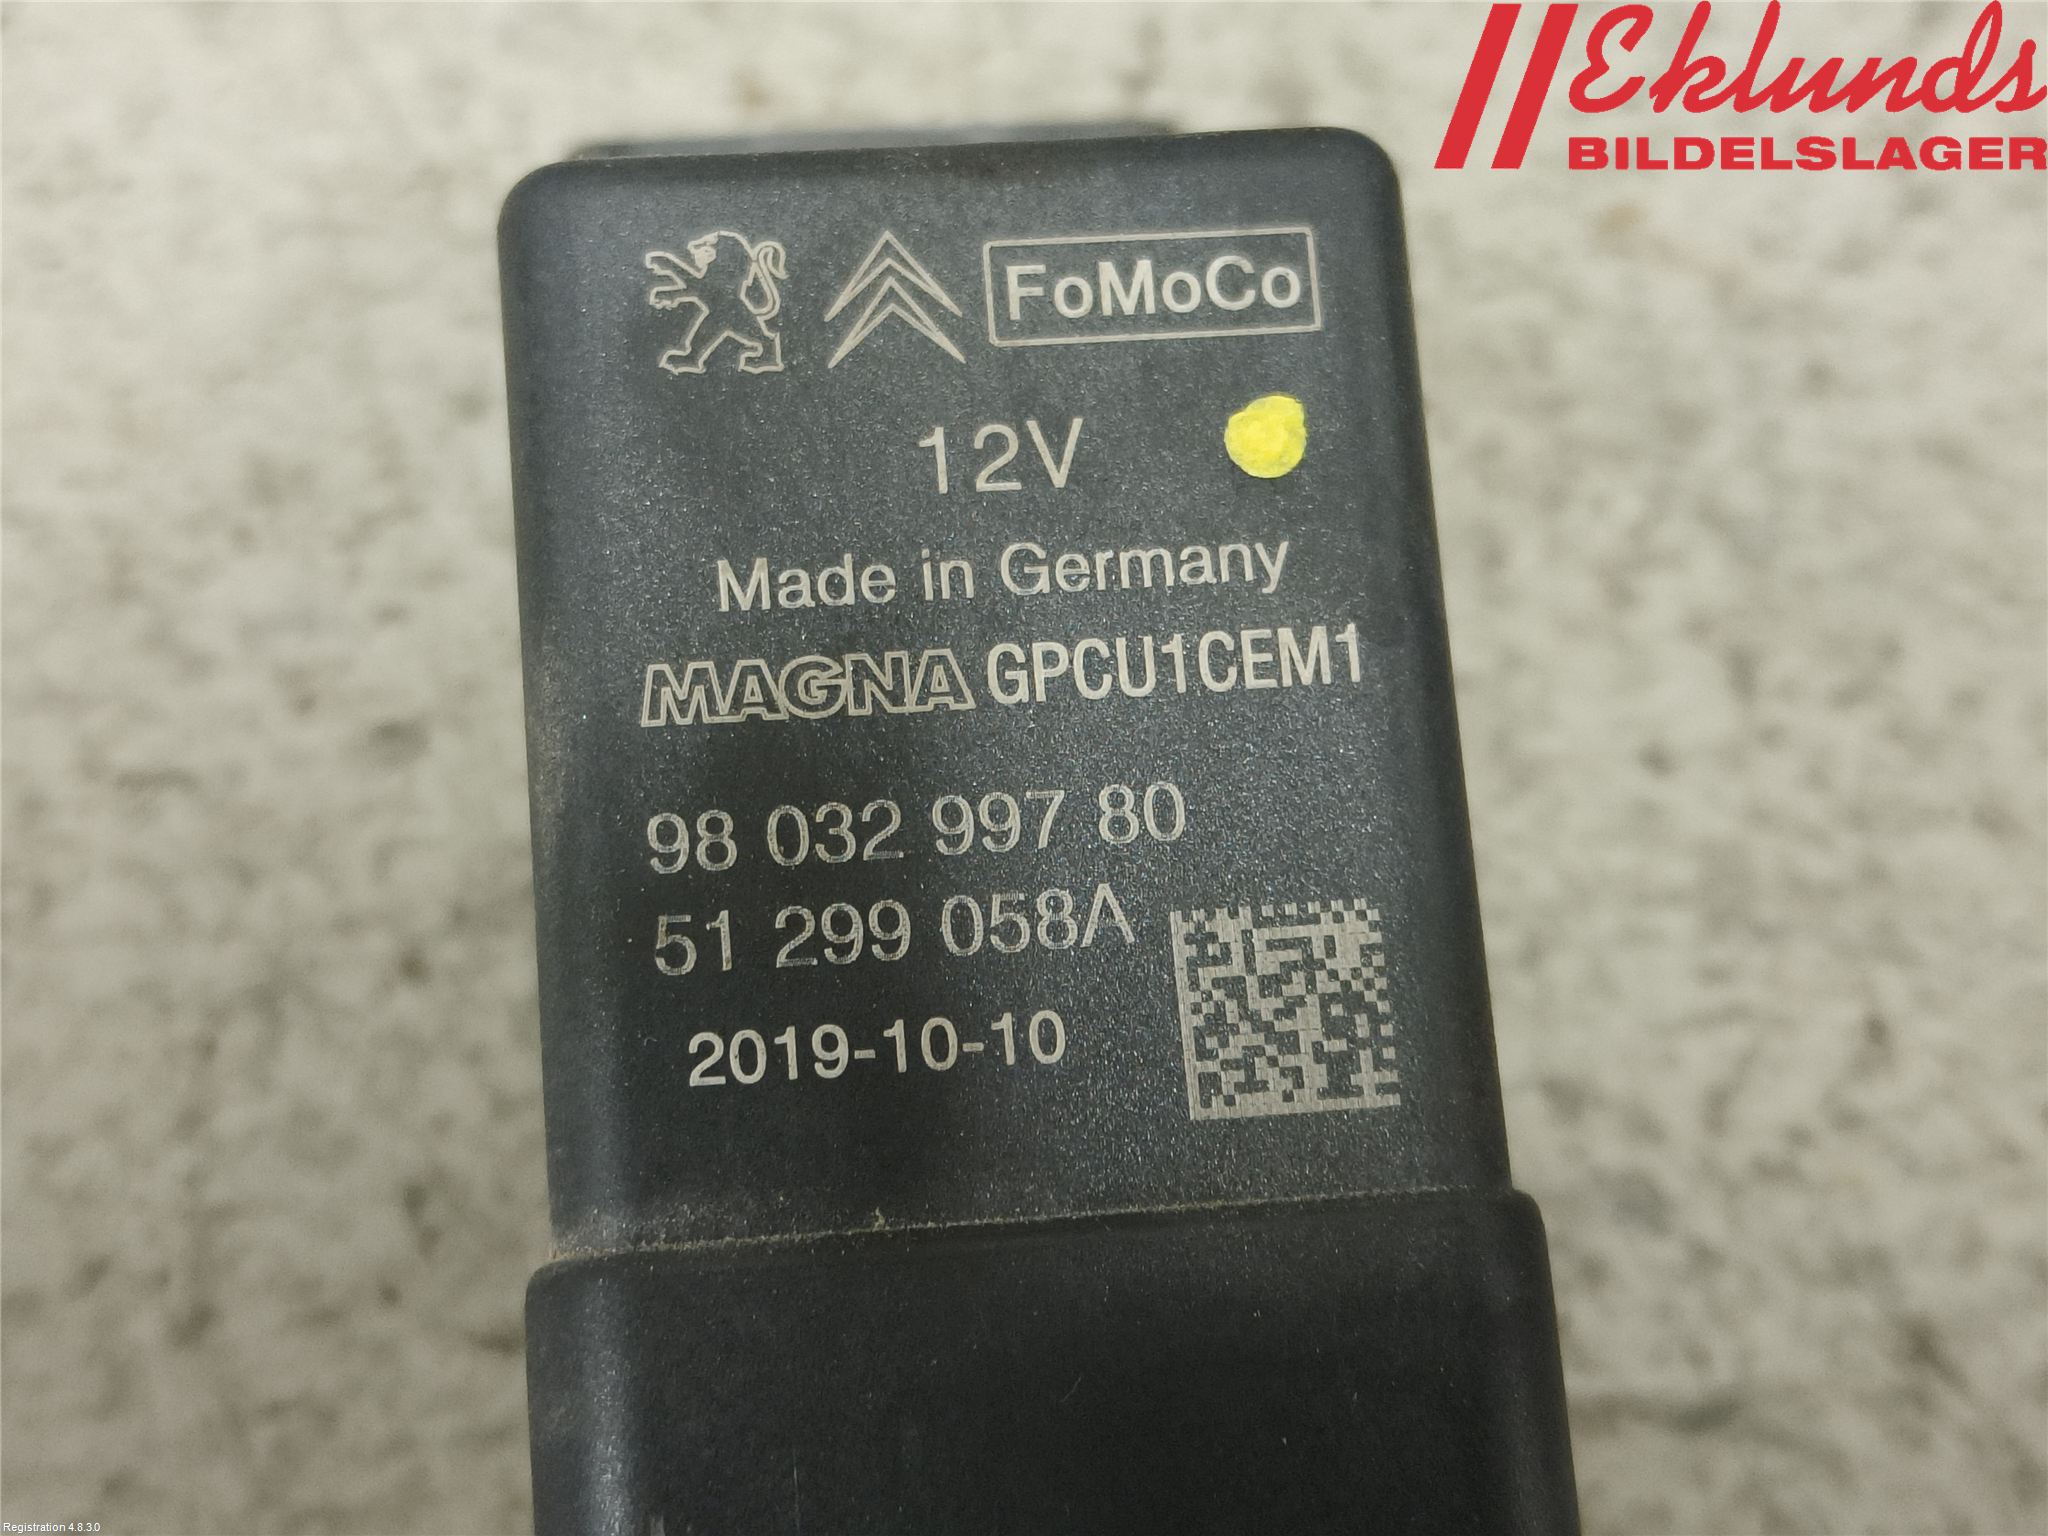 Eklunds
BILDELSLAGER
FoMoCo
12V
Made in Germany
MAGNA GPCU1CEM1
98 032 997 80
51 299 058A
2019-10-10
Registration 4.8.3.0